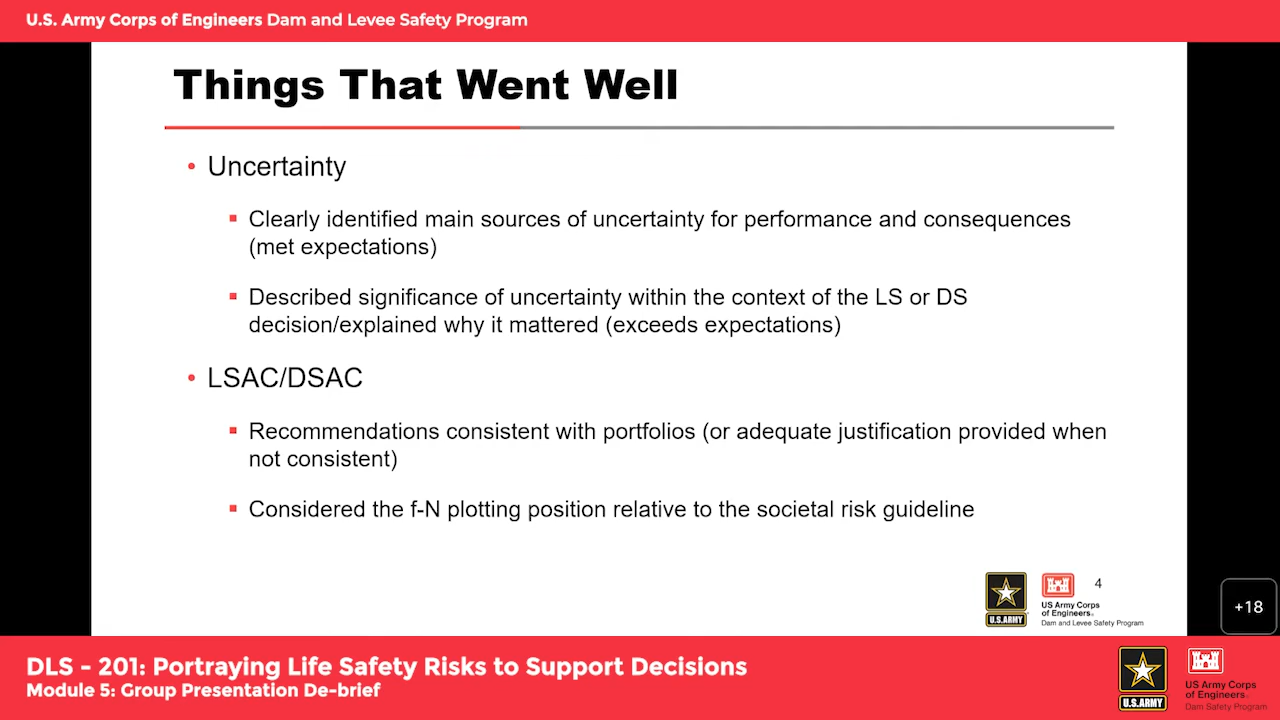 U.S. Army Corps of Engineers Dam and Levee Safety Program
Things That Went Well
• Uncertainty
▪ Clearly identified main sources of uncertainty for performance and consequences
(met expectations)
▪ Described significance of uncertainty within the context of the LS or DS
decision/explained why it mattered (exceeds expectations)
• LSAC/DSAC
▪ Recommendations consistent with portfolios (or adequate justification provided when
not consistent)
▪ Considered the f-N plotting position relative to the societal risk guideline
U.S. ARMY
US Army Corps
of Engineers®
Dam and Levee Safety Program
4
+18
DLS - 201: Portraying Life Safety Risks to Support Decisions
Module 5: Group Presentation De-brief
U.S. ARMY
US Army Corps
of Engineers®
Dam Safety Program